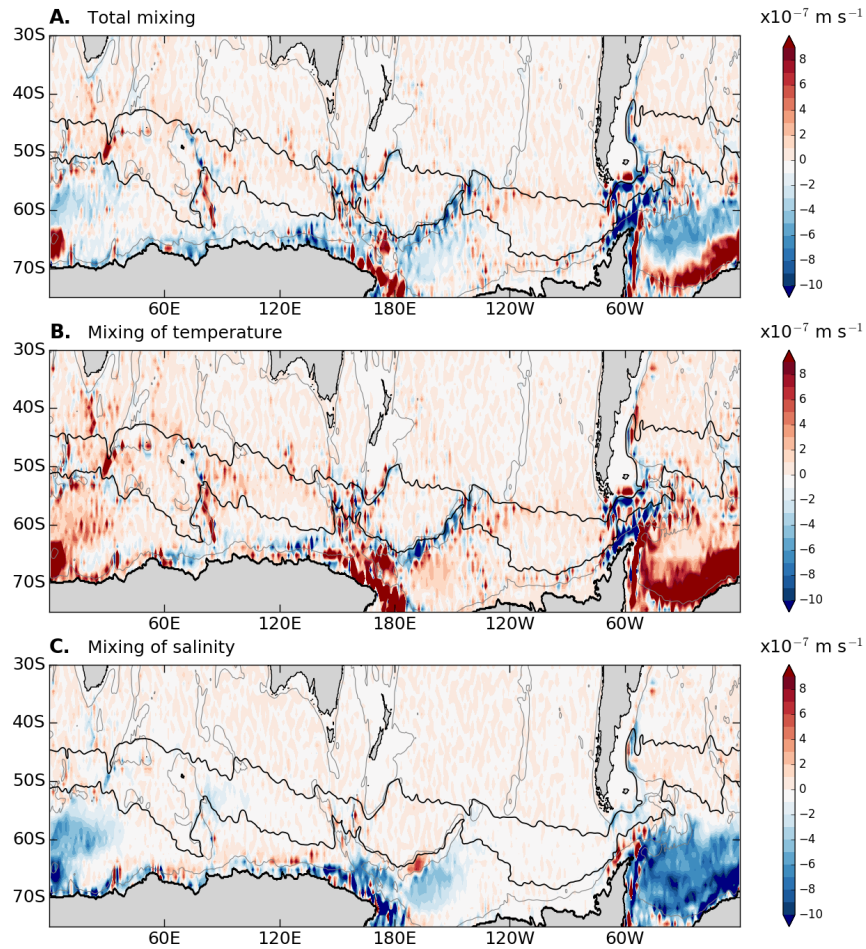 A. Total mixing
x10⁻⁷ m s⁻¹
30S
40S
50S
60S
70S
60E 120E 180E 120W 60W
8
6
4
2
0
−2
−4
−6
−8
−10
B. Mixing of temperature
x10⁻⁷ m s⁻¹
30S
40S
50S
60S
70S
60E 120E 180E 120W 60W
8
6
4
2
0
−2
−4
−6
−8
−10
C. Mixing of salinity
x10⁻⁷ m s⁻¹
30S
40S
50S
60S
70S
60E 120E 180E 120W 60W
8
6
4
2
0
−2
−4
−6
−8
−10